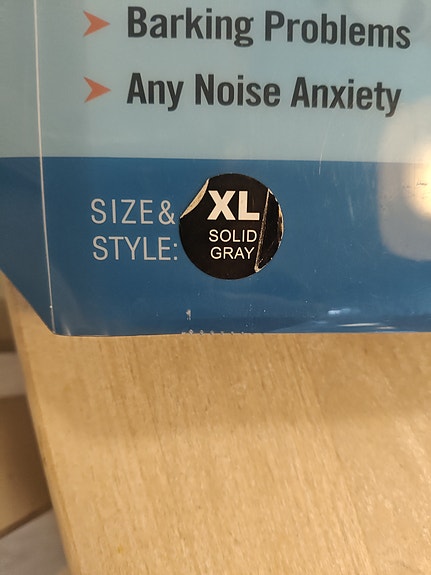 Barking Problems
Any Noise Anxiety
SIZE &
STYLE:
XL
SOLID
GRAY